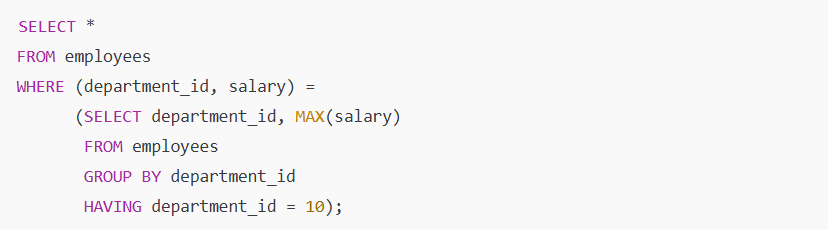 SELECT *
FROM employees
WHERE (department_id, salary) =
(SELECT department_id, MAX(salary)
FROM employees
GROUP BY department_id
HAVING department_id = 10);